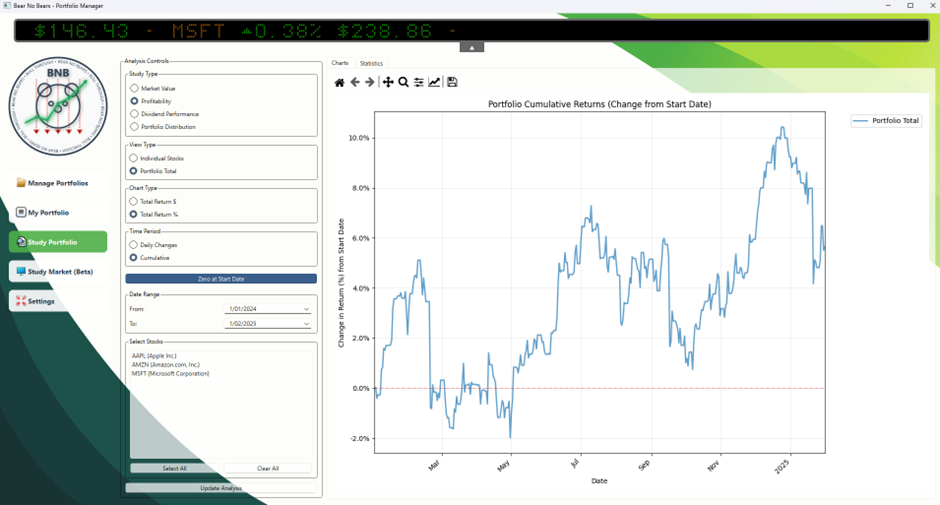 Bear No Bears - Portfolio Manager
$146.43 - MSFT 0.38% $238.86 -
BNB
Manage Portfolios
My Portfolio
Study Portfolio
Study Market (Beta)
Settings
Analysis Controls
Study Type
Market Value
Profitability
Dividend Performance
Portfolio Distribution
View Type
Individual Stocks
Portfolio Total
Chart Type
Total Return $
Total Return %
Time Period
Daily Changes
Cumulative
Zero at Start Date
Date Range
From: 1/01/2024
To: 1/02/2025
Select Stocks
AAPL (Apple Inc.)
AMZN (Amazon.com, Inc.)
MSFT (Microsoft Corporation)
Select All Clear All
Update Analysis
Charts Statistics
Portfolio Cumulative Returns (Change from Start Date)
Portfolio Total
Change in Return (%) from Start Date
10.0%
8.0%
6.0%
4.0%
2.0%
0.0%
-2.0%
Mar May Jul Sep Nov 2025
Date